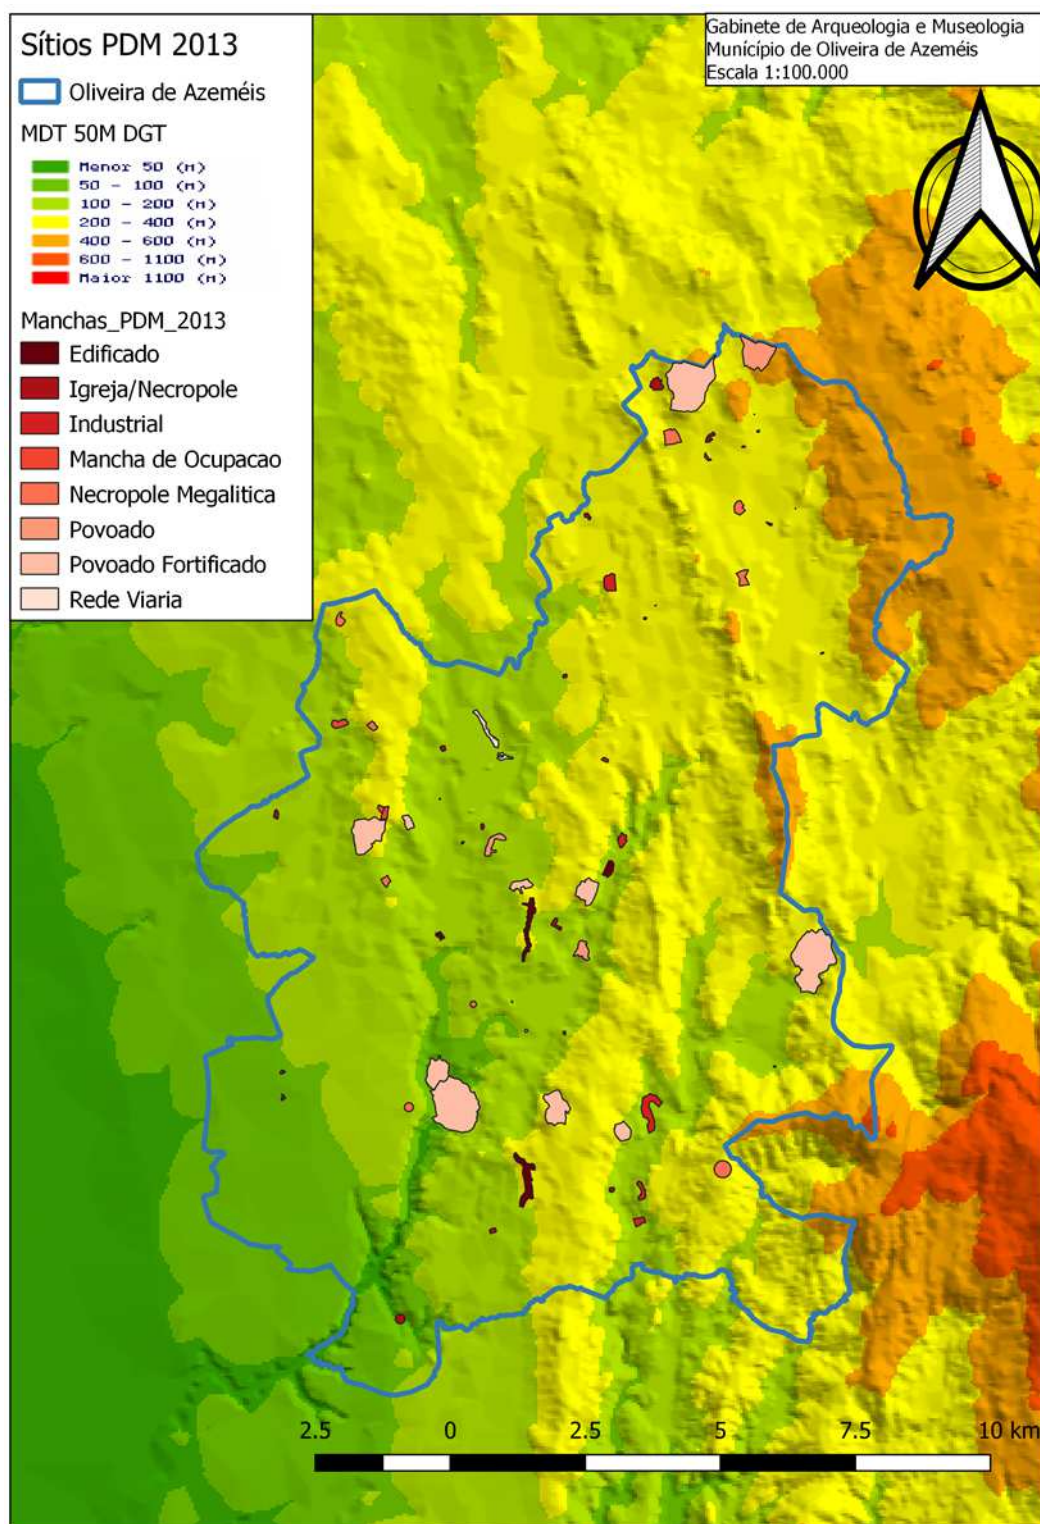 Sítios PDM 2013
Oliveira de Azeméis
MDT 50M DGT
Menor 50 (m)
50 - 100 (m)
100 - 200 (m)
200 - 400 (m)
400 - 600 (m)
600 - 1100 (m)
Maior 1100 (m)
Manchas_PDM_2013
Edificado
Igreja/Necropole
Industrial
Mancha de Ocupacao
Necropole Megalitica
Povoado
Povoado Fortificado
Rede Viaria
Gabinete de Arqueologia e Museologia
Munícípio de Oliveira de Azeméis
Escala 1:100.000
2.5 0 2.5 5 7.5 10 km